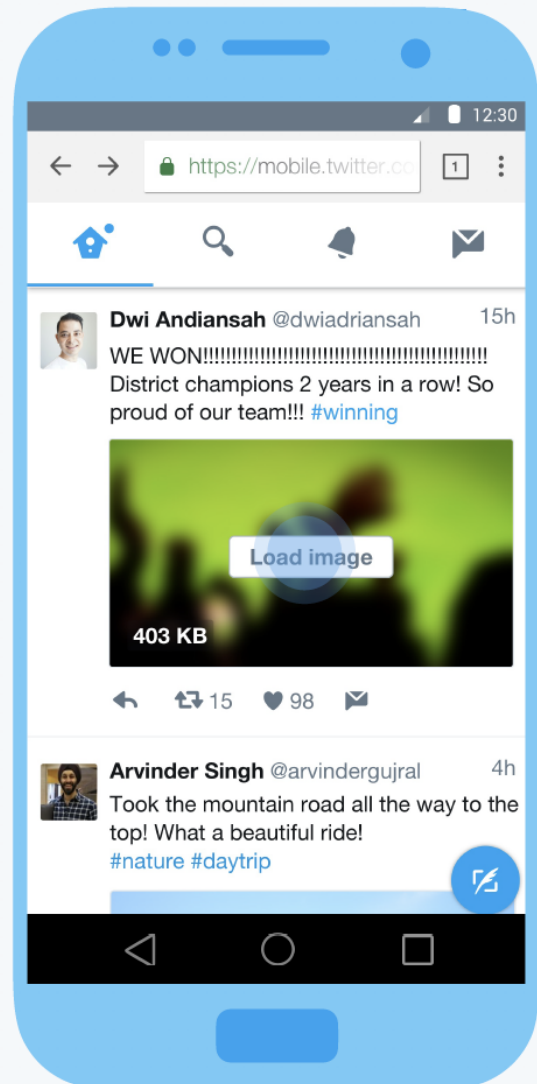 12:30
https://mobile.twitter.co
1
Dwi Andiansah @dwiadriansah 15h
WE WON!!!!!!!!!!!!!!!!!!!!!!!!!!!!!!!!!!!!!!!!!!!!!!!!!!
District champions 2 years in a row! So
proud of our team!!! #winning
Load image
403 KB
15 98
Arvinder Singh @arvindergujral 4h
Took the mountain road all the way to the
top! What a beautiful ride!
#nature #daytrip